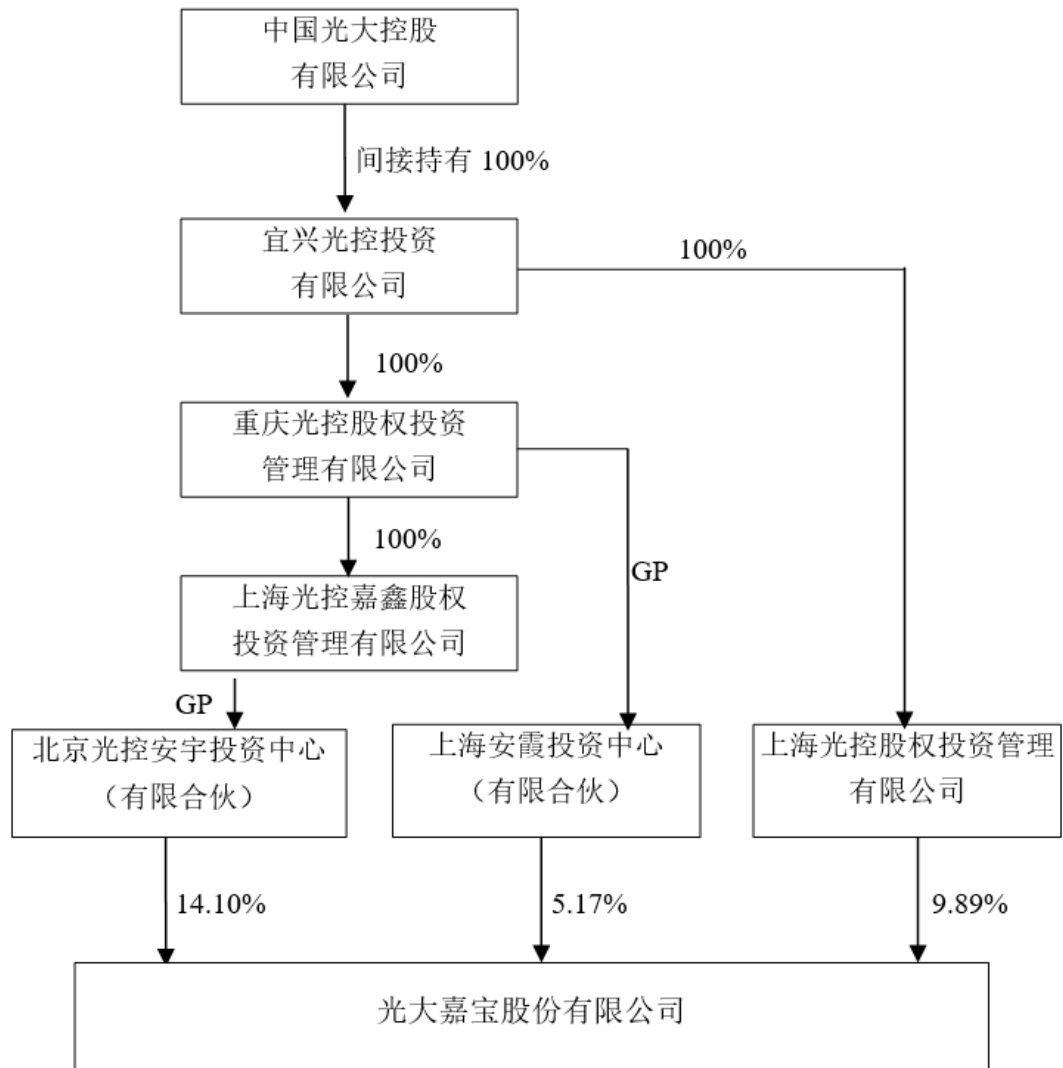 中国光大控股
有限公司
间接持有 100%
宜兴光控投资
有限公司
100%
100%
重庆光控股权投资
管理有限公司
100%
GP
上海光控嘉鑫股权
投资管理有限公司
GP
北京光控安宇投资中心
（有限合伙）
上海安霞投资中心
（有限合伙）
上海光控股权投资管理
有限公司
14.10%
5.17%
9.89%
光大嘉宝股份有限公司